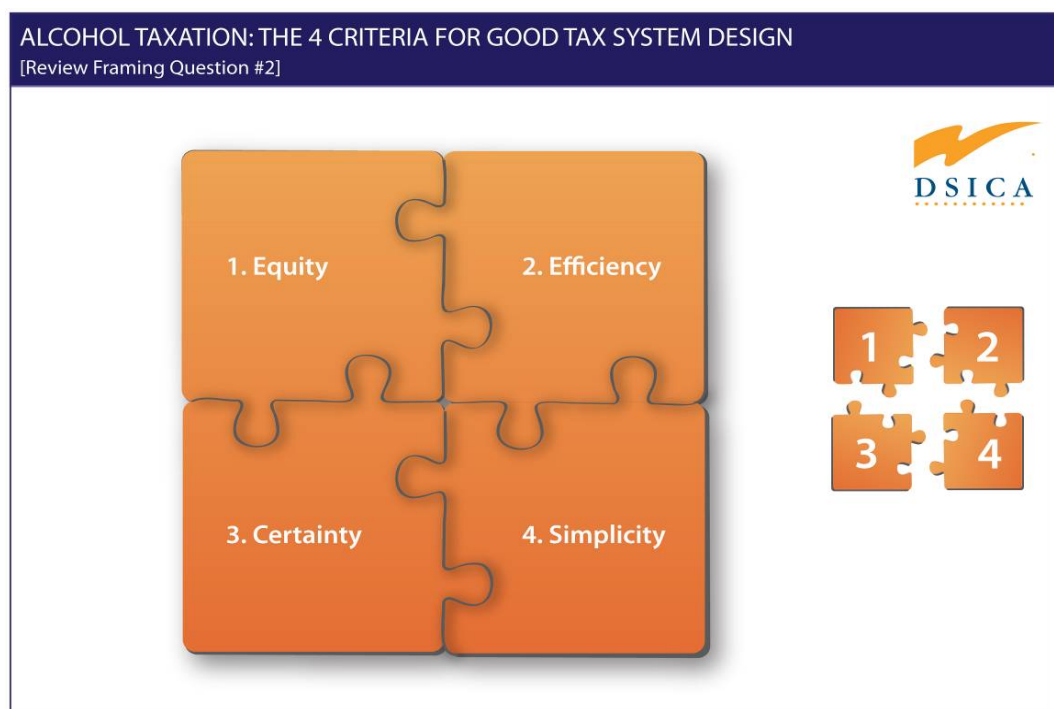 ALCOHOL TAXATION: THE 4 CRITERIA FOR GOOD TAX SYSTEM DESIGN
[Review Framing Question #2]
DSICA
1. Equity
2. Efficiency
3. Certainty
4. Simplicity
1
2
3
4